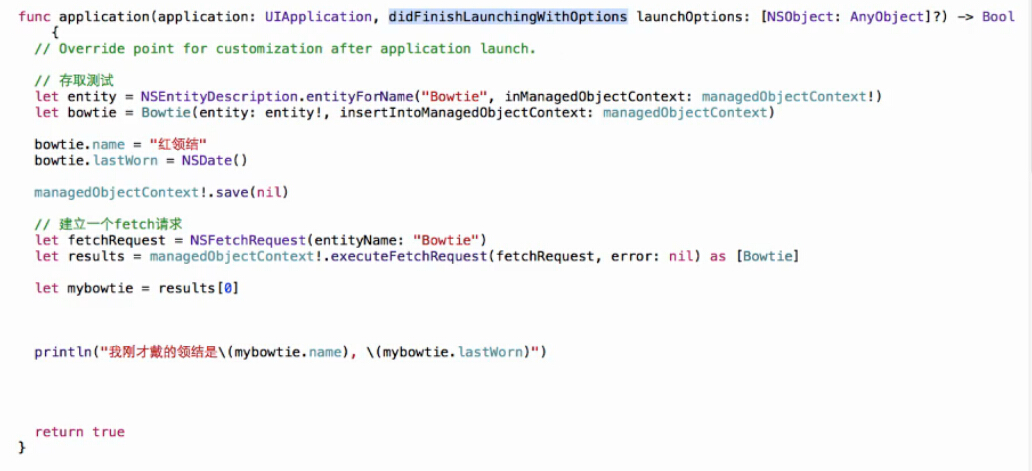 func application(application: UIApplication, didFinishLaunchingWithOptions launchOptions: [NSObject: AnyObject]?) -> Bool
{
// Override point for customization after application launch.
// 存取测试
let entity = NSEntityDescription.entityForName("Bowtie", inManagedObjectContext: managedObjectContext!)
let bowtie = Bowtie(entity: entity!, insertIntoManagedObjectContext: managedObjectContext)
bowtie.name = "红领结"
bowtie.lastWorn = NSDate()
managedObjectContext!.save(nil)
// 建立一个fetch请求
let fetchRequest = NSFetchRequest(entityName: "Bowtie")
let results = managedObjectContext!.executeFetchRequest(fetchRequest, error: nil) as [Bowtie]
let mybowtie = results[0]
println("我刚才戴的领结是\(mybowtie.name), \(mybowtie.lastWorn)")
return true
}